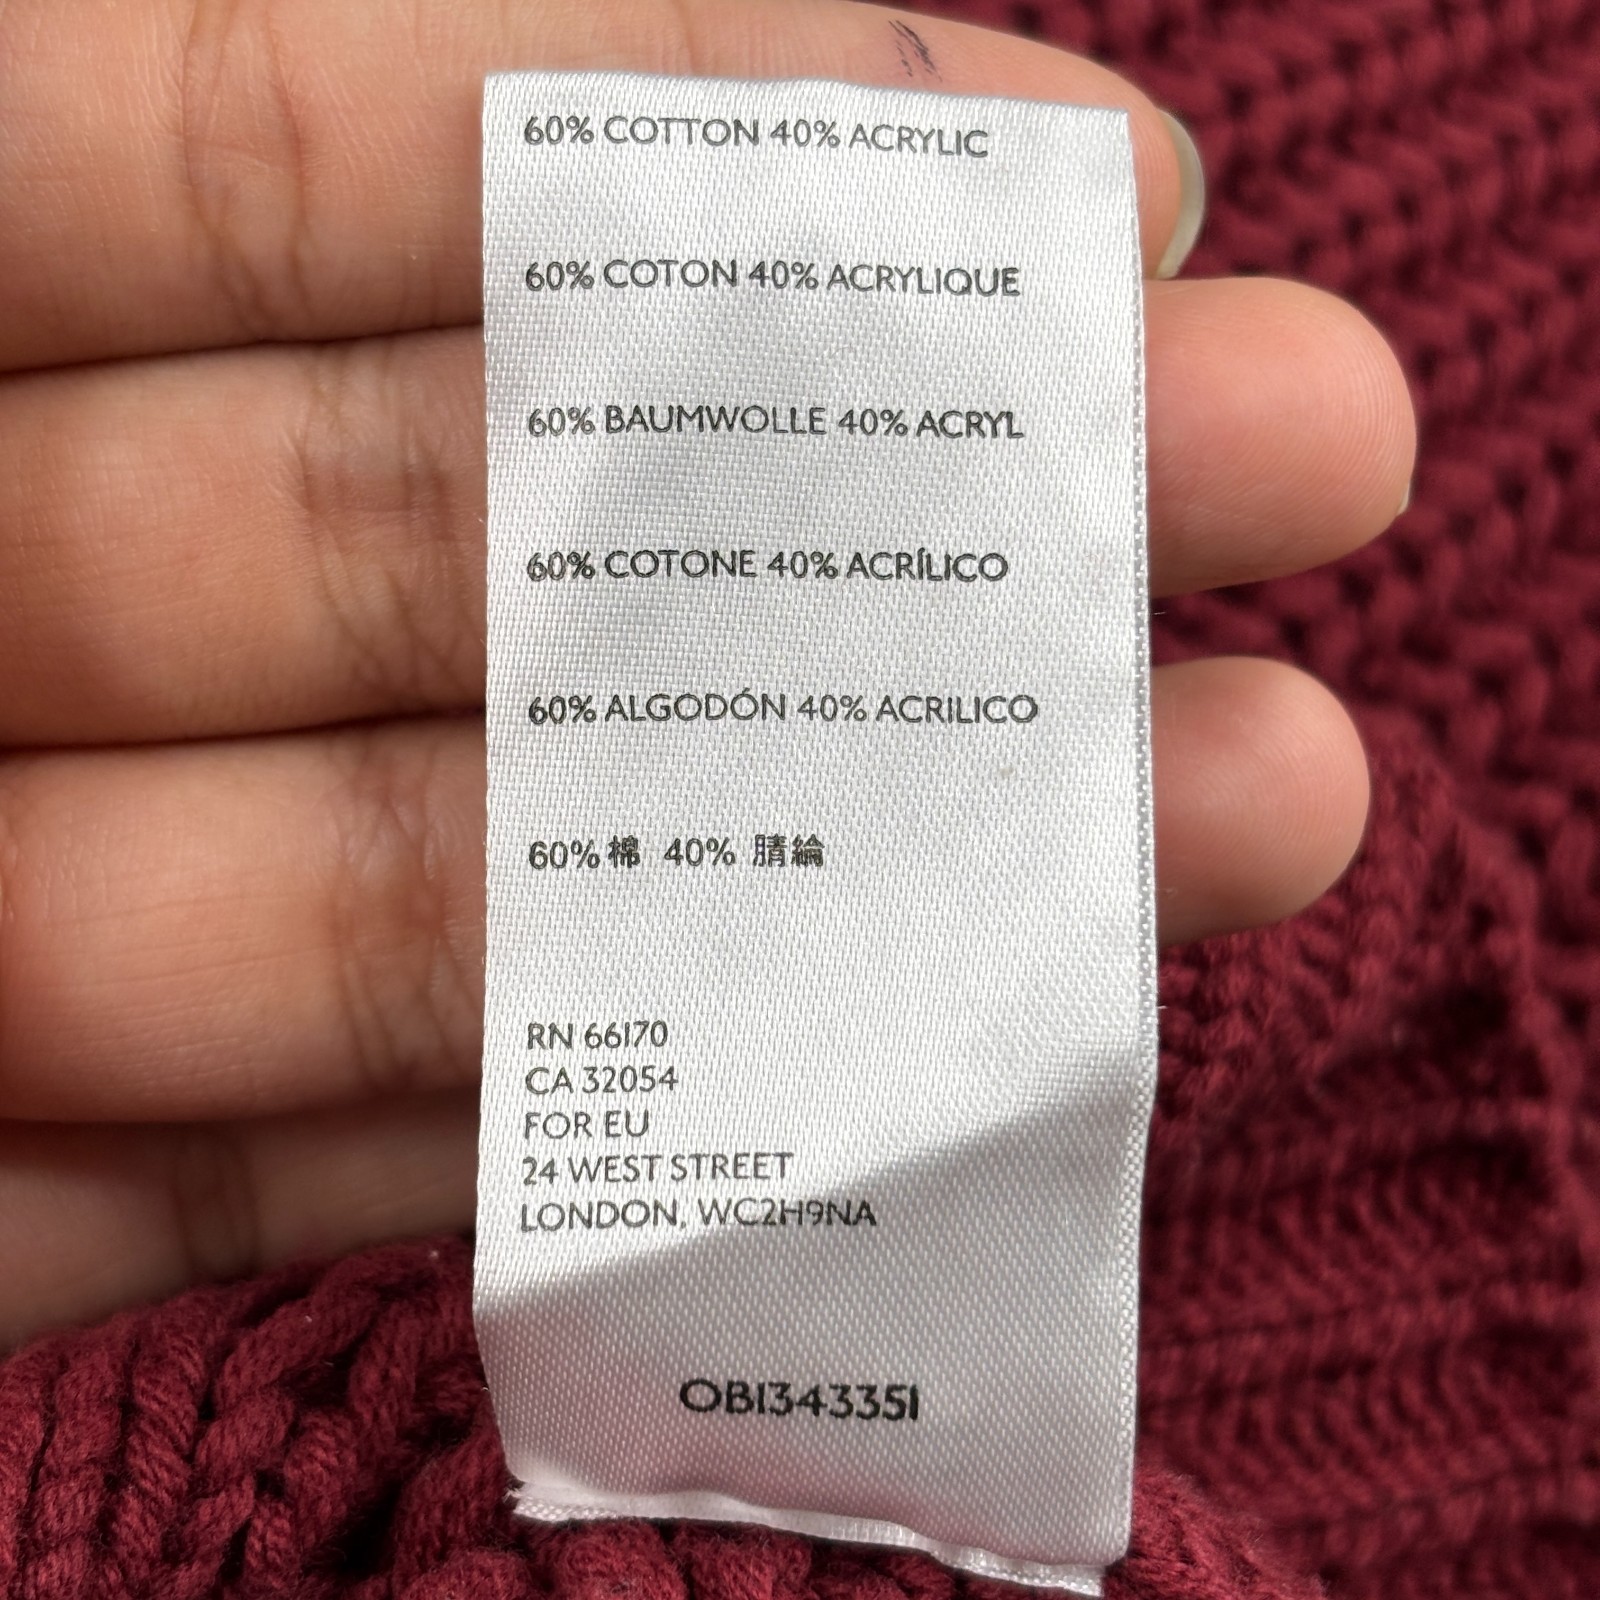 60% COTTON 40% ACRYLIC
60% COTON 40% ACRYLIQUE
60% BAUMWOLLE 40% ACRYL
60% COTONE 40% ACRÍLICO
60% ALGODÓN 40% ACRILICO
60% 棉 40% 腈綸
RN 66170
CA 32054
FOR EU
24 WEST STREET
LONDON, WC2H9NA
OB1343351